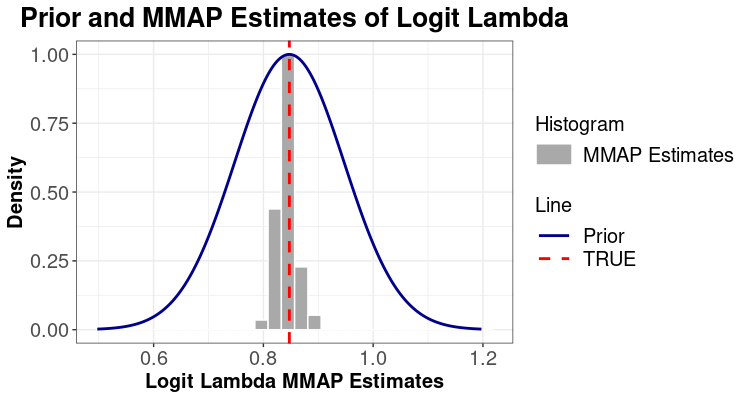 Prior and MMAP Estimates of Logit Lambda
1.00
0.75
0.50
0.25
0.00
Density
0.6 0.8 1.0 1.2
Logit Lambda MMAP Estimates
Histogram
MMAP Estimates
Line
Prior
TRUE